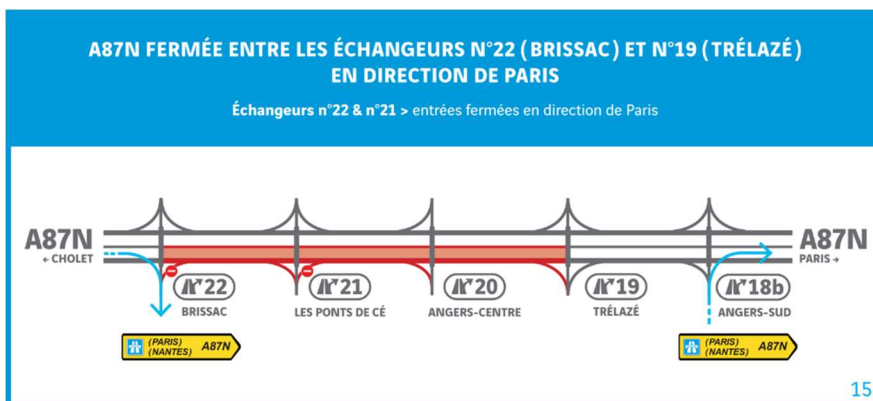 A87N FERMÉE ENTRE LES ÉCHANGEURS N°22 (BRISSAC) ET N°19 (TRÉLAZÉ)
EN DIRECTION DE PARIS
Échangeurs n°22 & n°21 > entrées fermées en direction de Paris
A87N
← CHOLET
A87N
PARIS →
22
BRISSAC
21
LES PONTS DE CÉ
20
ANGERS-CENTRE
19
TRÉLAZÉ
18b
ANGERS-SUD
(PARIS)
(NANTES) A87N
(PARIS)
(NANTES) A87N
15